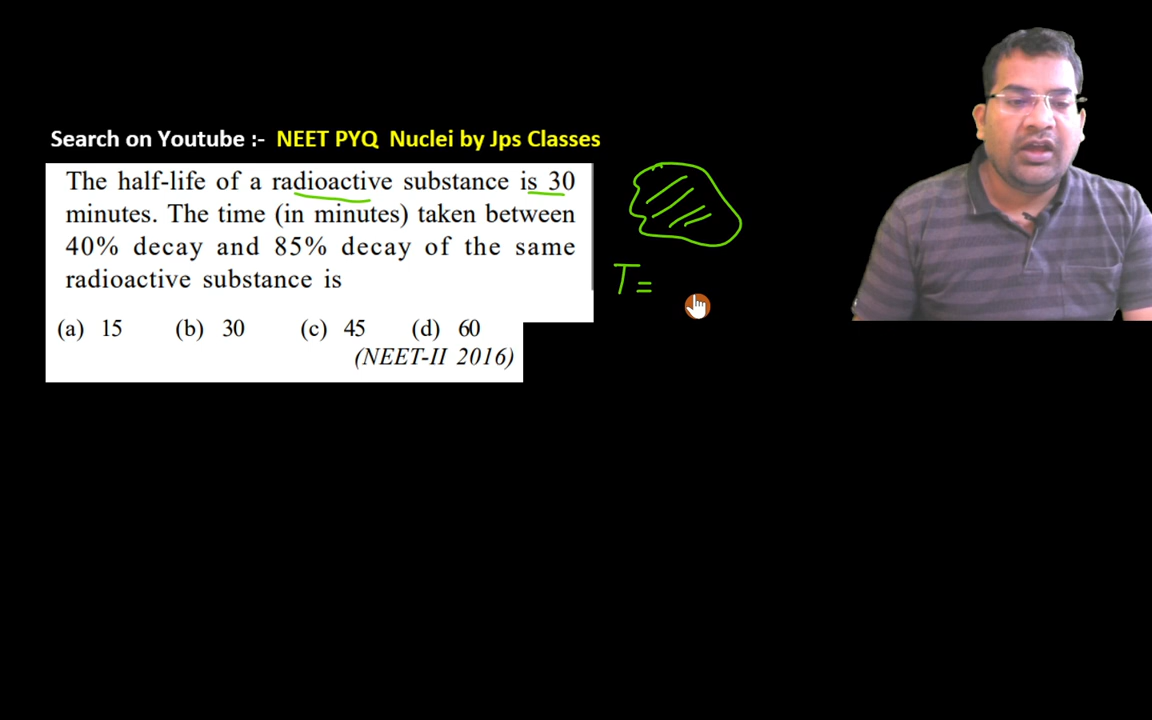 Search on Youtube :- NEET PYQ Nuclei by Jps Classes
The half-life of a radioactive substance is 30
minutes. The time (in minutes) taken between
40% decay and 85% decay of the same
radioactive substance is
(a) 15 (b) 30 (c) 45 (d) 60
(NEET-II 2016)
T=